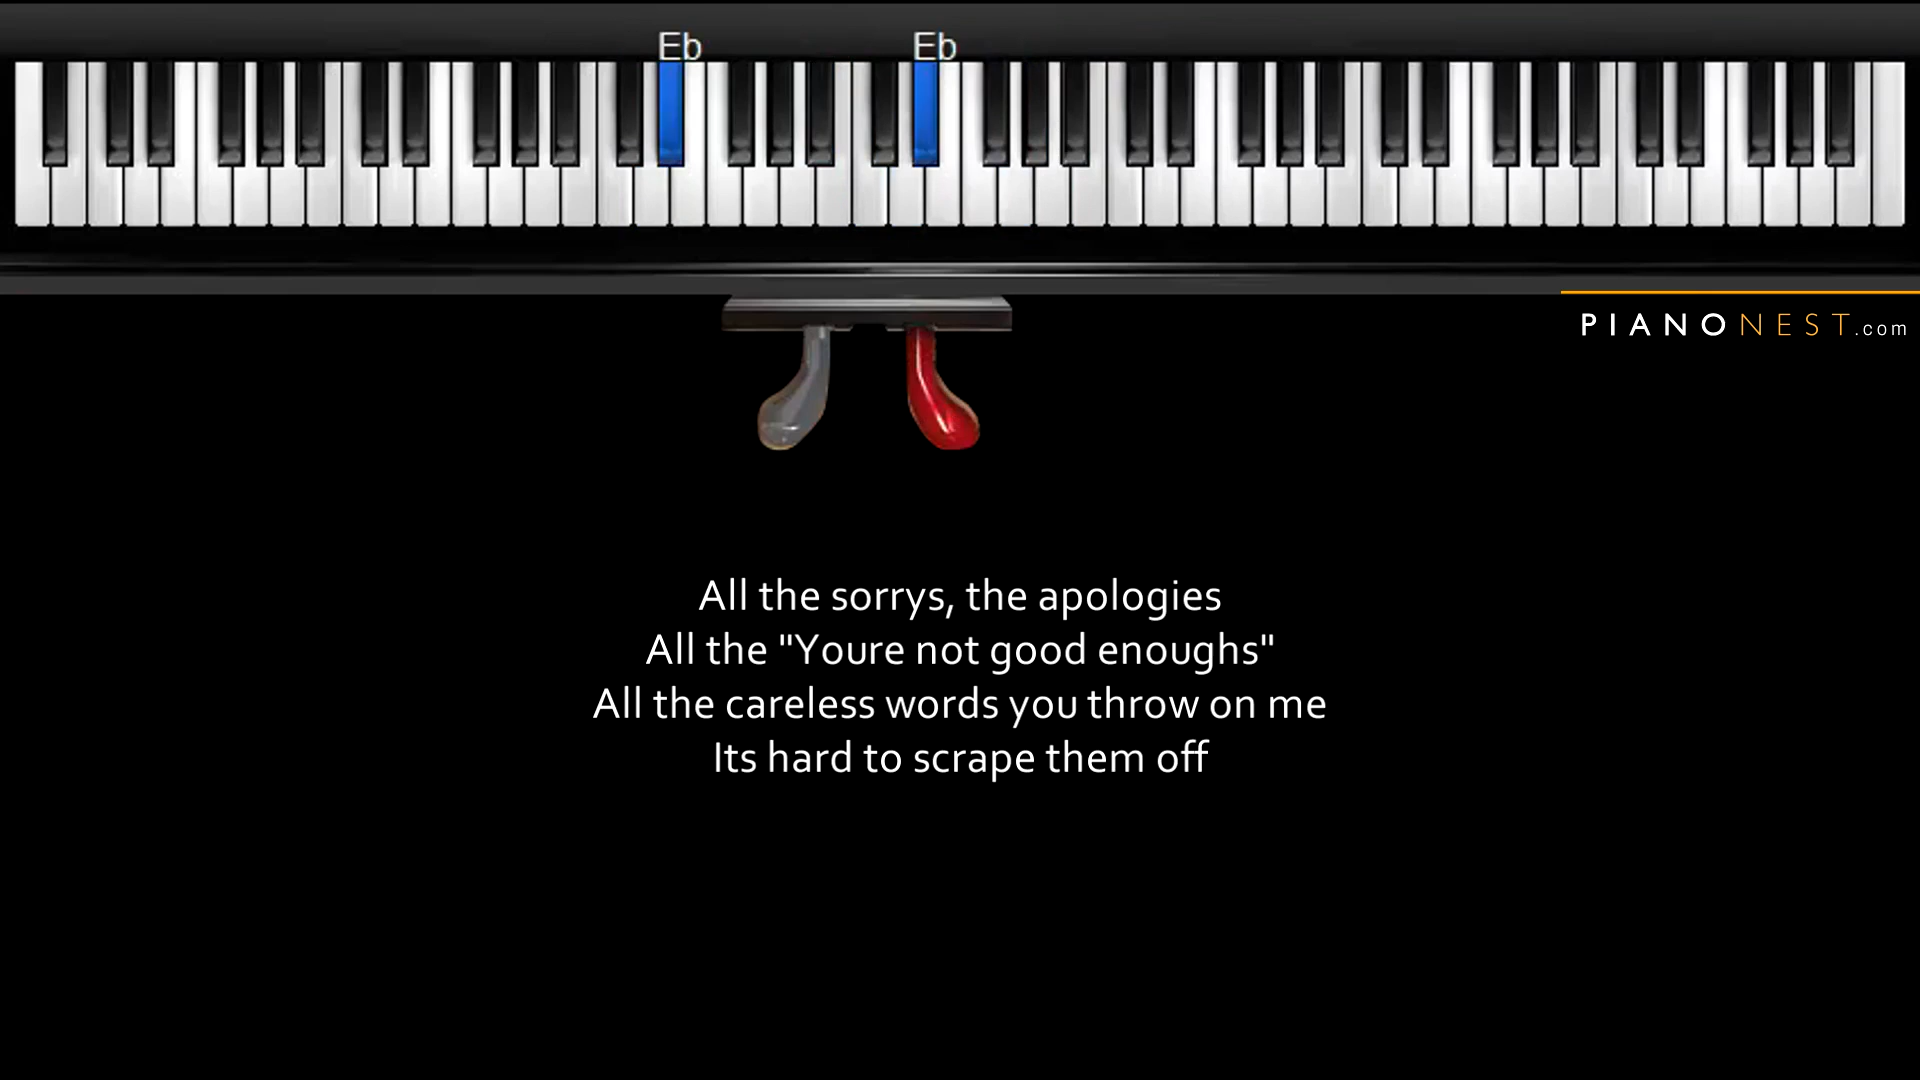 Eb Eb
PIANONEST.com
All the sorrys, the apologies
All the "Youre not good enoughs"
All the careless words you throw on me
Its hard to scrape them off